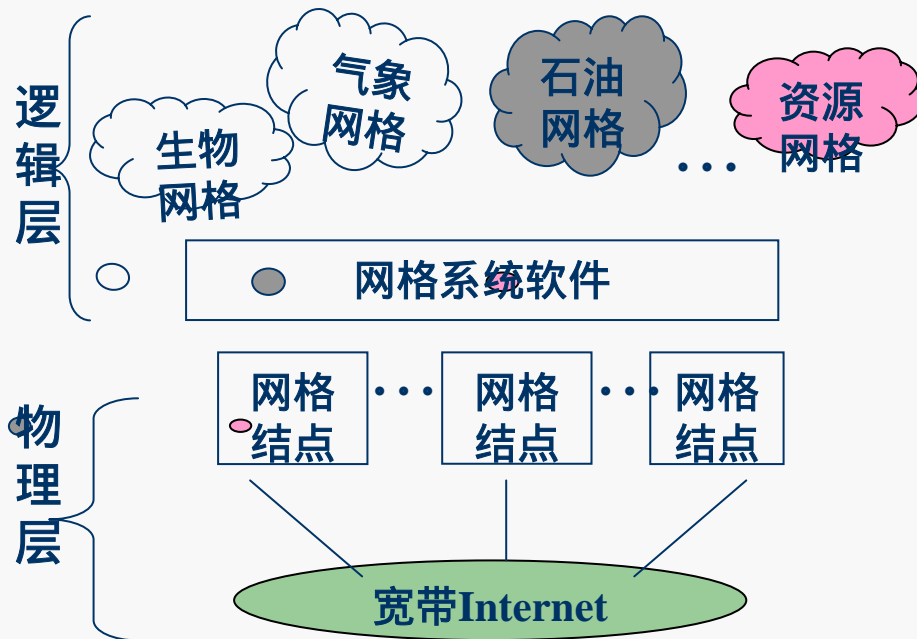 逻
辑
层
生物
网格
气象
网格
石油
网格
...
资源
网格
网格系统软件
物
理
层
网格
结点
...
网格
结点
...
网格
结点
宽带Internet